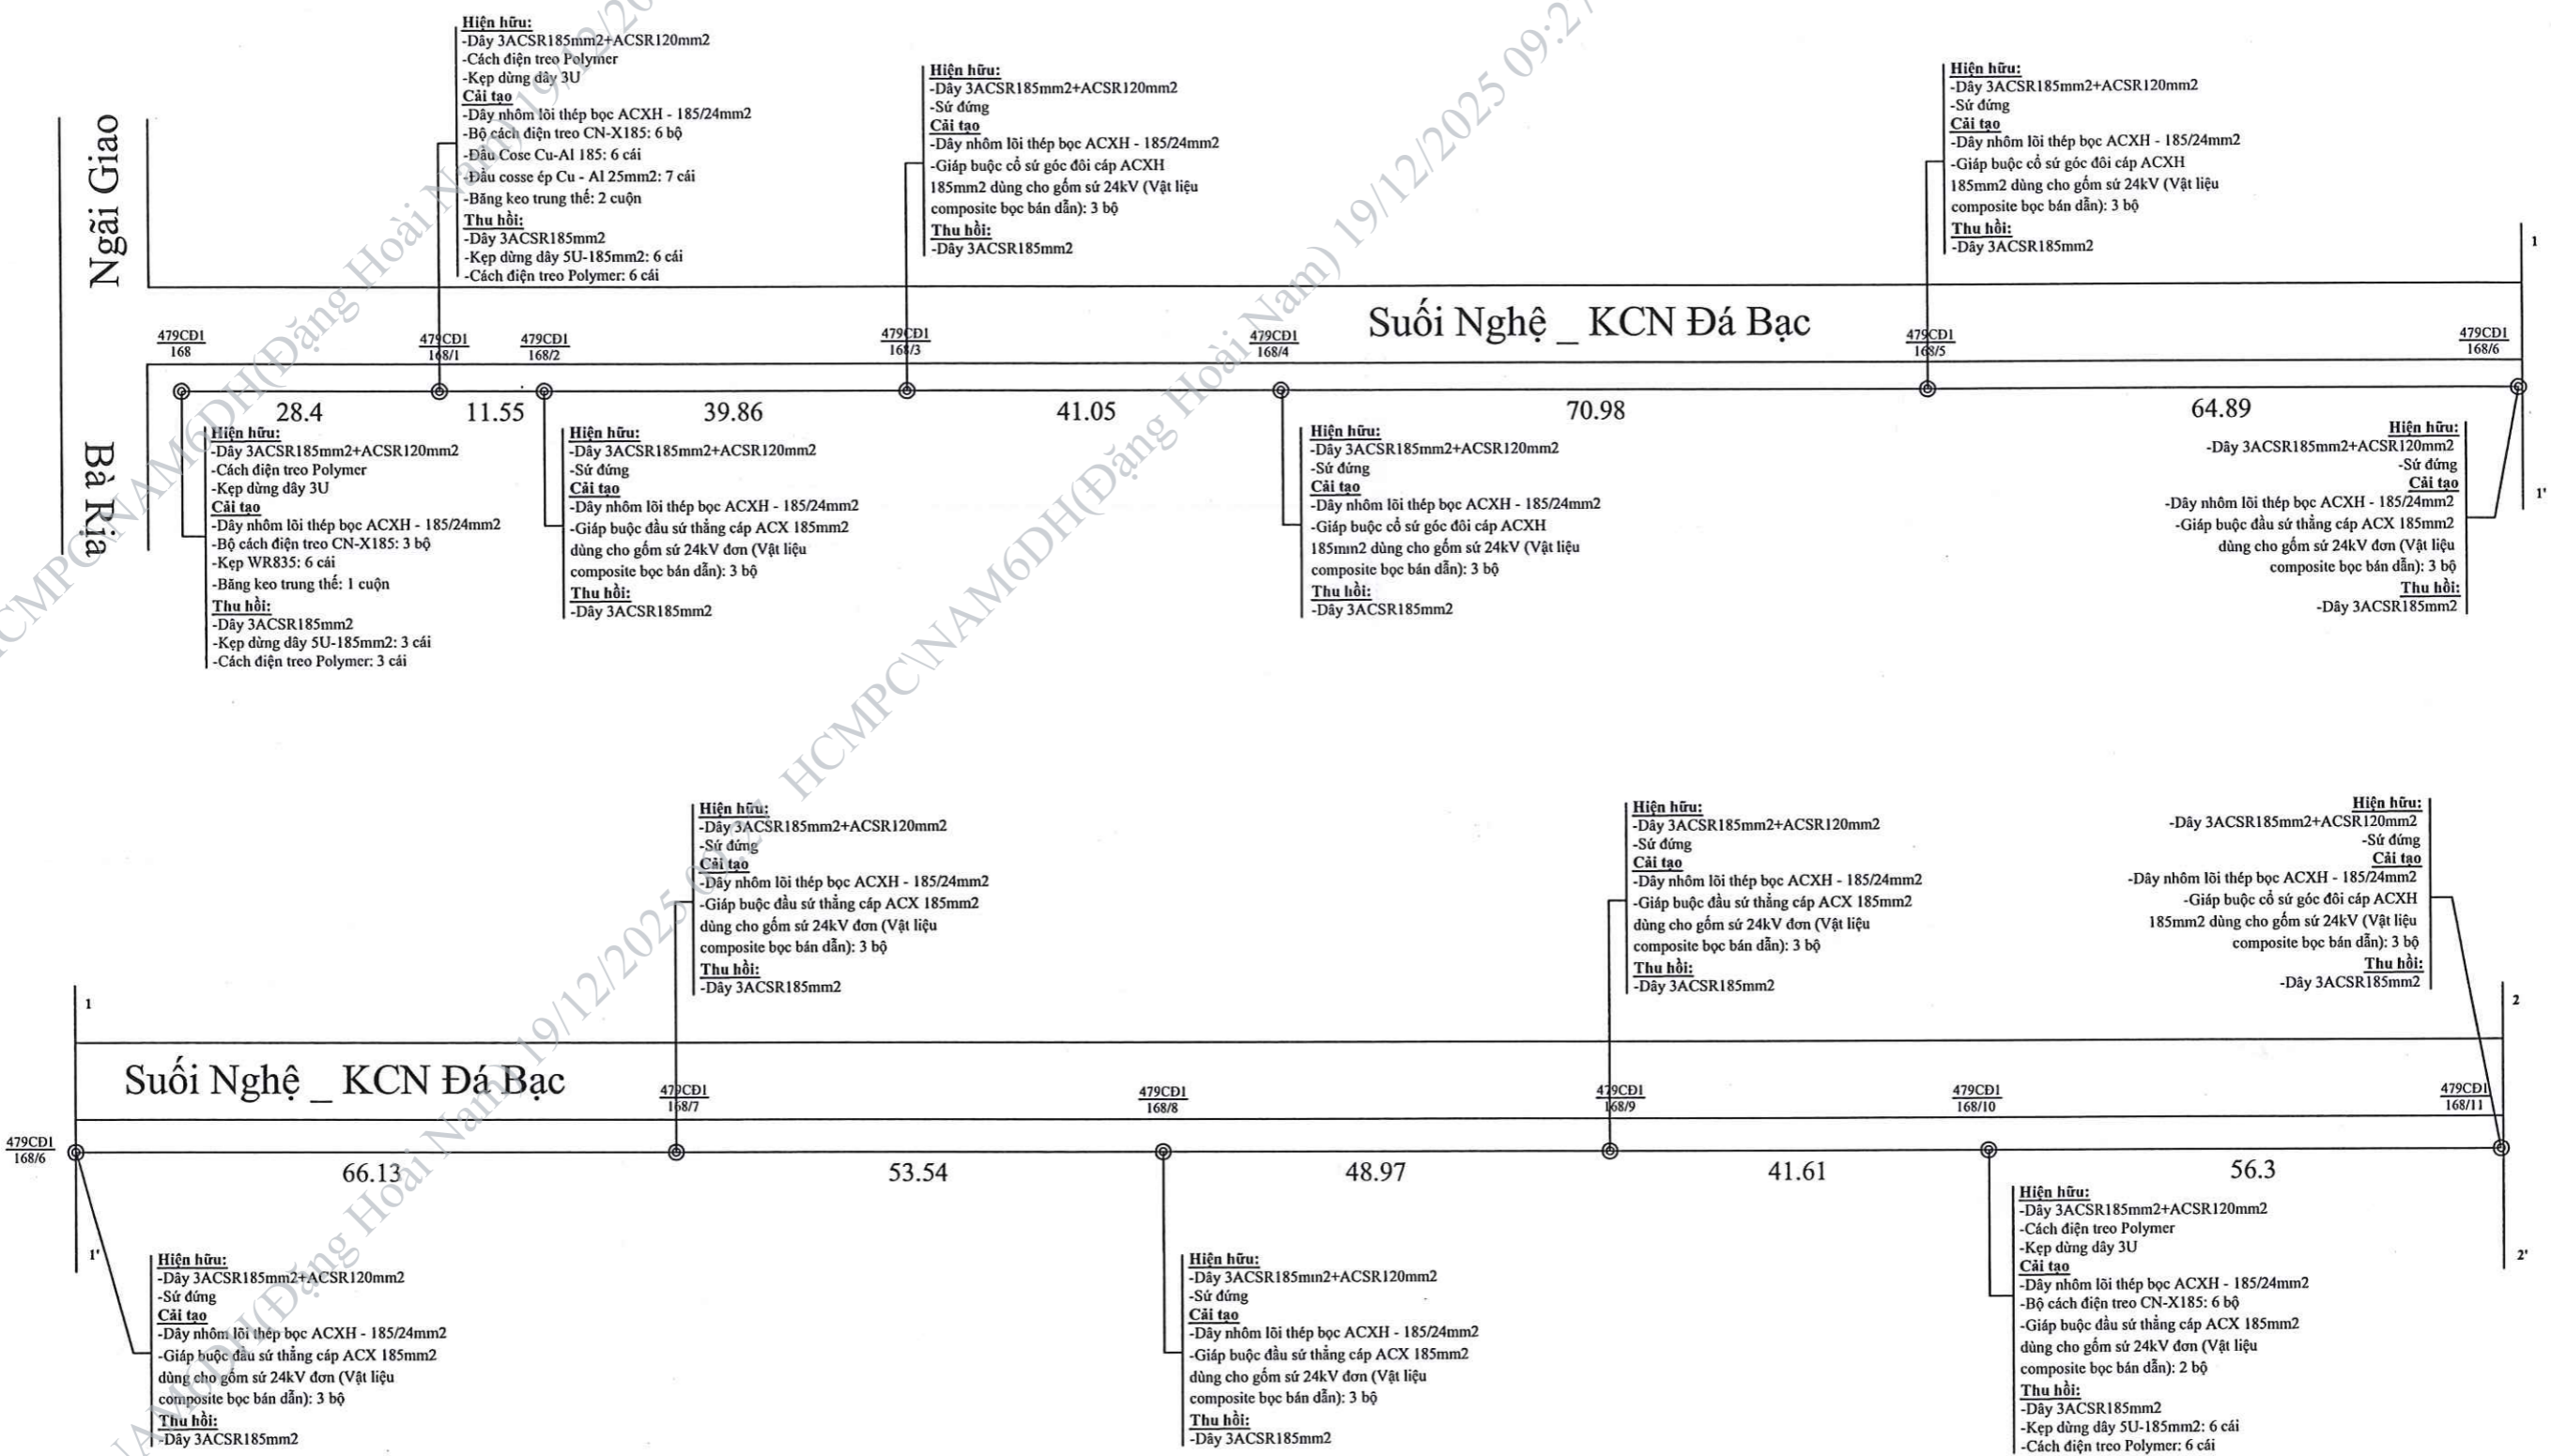 Ngãi Giao
Bà Rịa
Hiện hữu:
-Dây 3ACSR185mm2+ACSR120mm2
-Cách điện treo Polymer
-Kẹp dừng dây 3U
Cải tạo
-Dây nhôm lõi thép bọc ACXH - 185/24mm2
-Bộ cách điện treo CN-X185: 6 bộ
-Đầu Cosc Cu-Al 185: 6 cái
-Đầu cosse ép Cu - Al 25mm2: 7 cái
-Băng keo trung thế: 2 cuộn
Thu hồi:
-Dây 3ACSR185mm2
-Kẹp dừng dây 5U-185mm2: 6 cái
-Cách điện treo Polymer: 6 cái
Hiện hữu:
-Dây 3ACSR185mm2+ACSR120mm2
-Sứ đứng
Cải tạo
-Dây nhôm lõi thép bọc ACXH - 185/24mm2
-Giáp buộc cổ sứ góc đôi cáp ACXH
185mm2 dùng cho gốm sứ 24kV (Vật liệu
composite bọc bán dẫn): 3 bộ
Thu hồi:
-Dây 3ACSR185mm2
Hiện hữu:
-Dây 3ACSR185mm2+ACSR120mm2
-Sứ đứng
Cải tạo
-Dây nhôm lõi thép bọc ACXH - 185/24mm2
-Giáp buộc cổ sứ góc đôi cáp ACXH
185mm2 dùng cho gốm sứ 24kV (Vật liệu
composite bọc bán dẫn): 3 bộ
Thu hồi:
-Dây 3ACSR185mm2
1
Suối Nghệ _ KCN Đá Bạc
479CĐ1
168
479CĐ1
168/1
479CĐ1
168/2
479CĐ1
168/3
479CĐ1
168/4
479CĐ1
168/5
479CĐ1
168/6
28.4
11.55
39.86
41.05
70.98
64.89
1'
Hiện hữu:
-Dây 3ACSR185mm2+ACSR120mm2
-Cách điện treo Polymer
-Kẹp dừng dây 3U
Cải tạo
-Dây nhôm lõi thép bọc ACXH - 185/24mm2
-Bộ cách điện treo CN-X185: 3 bộ
-Kẹp WR835: 6 cái
-Băng keo trung thế: 1 cuộn
Thu hồi:
-Dây 3ACSR185mm2
-Kẹp dừng dây 5U-185mm2: 3 cái
-Cách điện treo Polymer: 3 cái
Hiện hữu:
-Dây 3ACSR185mm2+ACSR120mm2
-Sứ đứng
Cải tạo
-Dây nhôm lõi thép bọc ACXH - 185/24mm2
-Giáp buộc đầu sứ thẳng cáp ACX 185mm2
dùng cho gốm sứ 24kV đơn (Vật liệu
composite bọc bán dẫn): 3 bộ
Thu hồi:
-Dây 3ACSR185mm2
Hiện hữu:
-Dây 3ACSR185mm2+ACSR120mm2
-Sứ đứng
Cải tạo
-Dây nhôm lõi thép bọc ACXH - 185/24mm2
-Giáp buộc cổ sứ góc đôi cáp ACXH
185mm2 dùng cho gốm sứ 24kV (Vật liệu
composite bọc bán dẫn): 3 bộ
Thu hồi:
-Dây 3ACSR185mm2
Hiện hữu:
-Dây 3ACSR185mm2+ACSR120mm2
-Sứ đứng
Cải tạo
-Dây nhôm lõi thép bọc ACXH - 185/24mm2
-Giáp buộc đầu sứ thẳng cáp ACX 185mm2
dùng cho gốm sứ 24kV đơn (Vật liệu
composite bọc bán dẫn): 3 bộ
Thu hồi:
-Dây 3ACSR185mm2
Hiện hữu:
-Dây 3ACSR185mm2+ACSR120mm2
-Sứ đứng
Cải tạo
-Dây nhôm lõi thép bọc ACXH - 185/24mm2
-Giáp buộc đầu sứ thẳng cáp ACX 185mm2
dùng cho gốm sứ 24kV đơn (Vật liệu
composite bọc bán dẫn): 3 bộ
Thu hồi:
-Dây 3ACSR185mm2
Hiện hữu:
-Dây 3ACSR185mm2+ACSR120mm2
-Sứ đứng
Cải tạo
-Dây nhôm lõi thép bọc ACXH - 185/24mm2
-Giáp buộc đầu sứ thẳng cáp ACX 185mm2
dùng cho gốm sứ 24kV đơn (Vật liệu
composite bọc bán dẫn): 3 bộ
Thu hồi:
-Dây 3ACSR185mm2
Hiện hữu:
-Dây 3ACSR185mm2+ACSR120mm2
-Sứ đứng
Cải tạo
-Dây nhôm lõi thép bọc ACXH - 185/24mm2
-Giáp buộc cổ sứ góc đôi cáp ACXH
185mm2 dùng cho gốm sứ 24kV (Vật liệu
composite bọc bán dẫn): 3 bộ
Thu hồi:
-Dây 3ACSR185mm2
1
2
Suối Nghệ _ KCN Đá Bạc
479CĐ1
168/6
479CĐ1
168/7
479CĐ1
168/8
479CĐ1
168/9
479CĐ1
168/10
479CĐ1
168/11
66.13
53.54
48.97
41.61
56.3
1'
2'
Hiện hữu:
-Dây 3ACSR185mm2+ACSR120mm2
-Sứ đứng
Cải tạo
-Dây nhôm lõi thép bọc ACXH - 185/24mm2
-Giáp buộc đầu sứ thẳng cáp ACX 185mm2
dùng cho gốm sứ 24kV đơn (Vật liệu
composite bọc bán dẫn): 3 bộ
Thu hồi:
-Dây 3ACSR185mm2
Hiện hữu:
-Dây 3ACSR185mm2+ACSR120mm2
-Sứ đứng
Cải tạo
-Dây nhôm lõi thép bọc ACXH - 185/24mm2
-Giáp buộc đầu sứ thẳng cáp ACX 185mm2
dùng cho gốm sứ 24kV đơn (Vật liệu
composite bọc bán dẫn): 3 bộ
Thu hồi:
-Dây 3ACSR185mm2
Hiện hữu:
-Dây 3ACSR185mm2+ACSR120mm2
-Cách điện treo Polymer
-Kẹp dừng dây 3U
Cải tạo
-Dây nhôm lõi thép bọc ACXH - 185/24mm2
-Bộ cách điện treo CN-X185: 6 bộ
-Giáp buộc đầu sứ thẳng cáp ACX 185mm2
dùng cho gốm sứ 24kV đơn (Vật liệu
composite bọc bán dẫn): 2 bộ
Thu hồi:
-Dây 3ACSR185mm2
-Kẹp dừng dây 5U-185mm2: 6 cái
-Cách điện treo Polymer: 6 cái
HCMPC\NAM6DH(Đặng Hoài Nam) 19/12/2025 09:27